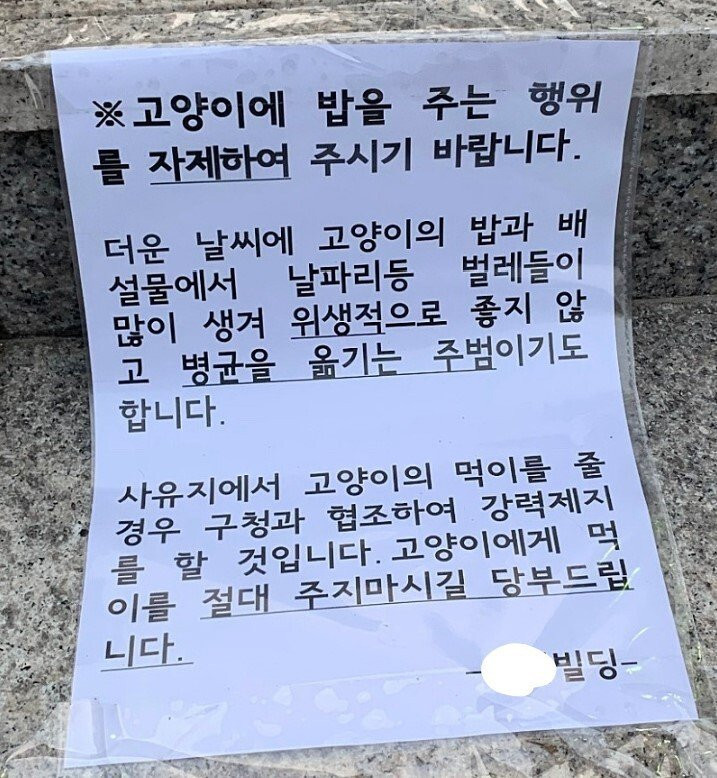 ※고양이에 밥을 주는 행위
를 자제하여 주시기 바랍니다.
더운 날씨에 고양이의 밥과 배
설물에서 날파리등 벌레들이
많이 생겨 위생적으로 좋지 않
고 병균을 옮기는 주범이기도
합니다.
사유지에서 고양이의 먹이를 줄
경우 구청과 협조하여 강력제지
를 할 것입니다.고양이에게 먹
이를 절대 주지마시길 당부드립
니다.
- 빌딩-